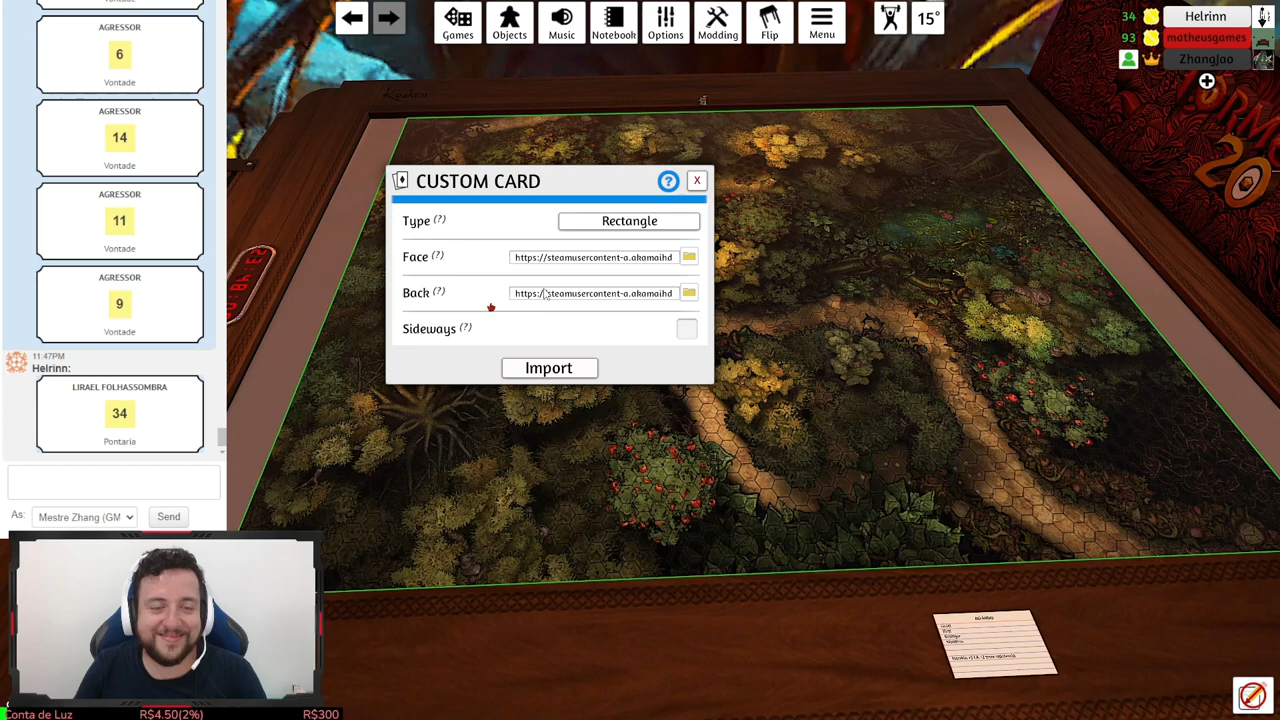 AGRESSOR
6
Vontade
AGRESSOR
14
Vontade
AGRESSOR
11
Vontade
AGRESSOR
9
Vontade
11:47PM
Helrinn:
LIRAEL FOLHASSOMBRA
34
Pontaria
As:
Mestre Zhang (GM
Send
Conta de Luz
R$4.50(2%)
R$300
Games
Objects
Music
Notebook
Options
Modding
Flip
Menu
15°
34
Helrinn
93
matheusgames
Zhangjao
CUSTOM CARD
?
X
Type (?)
Rectangle
Face (?)
https://steamusercontent-a.akamaihd
Back (?)
https://steamusercontent-a.akamaihd
Sideways (?)
Import
20